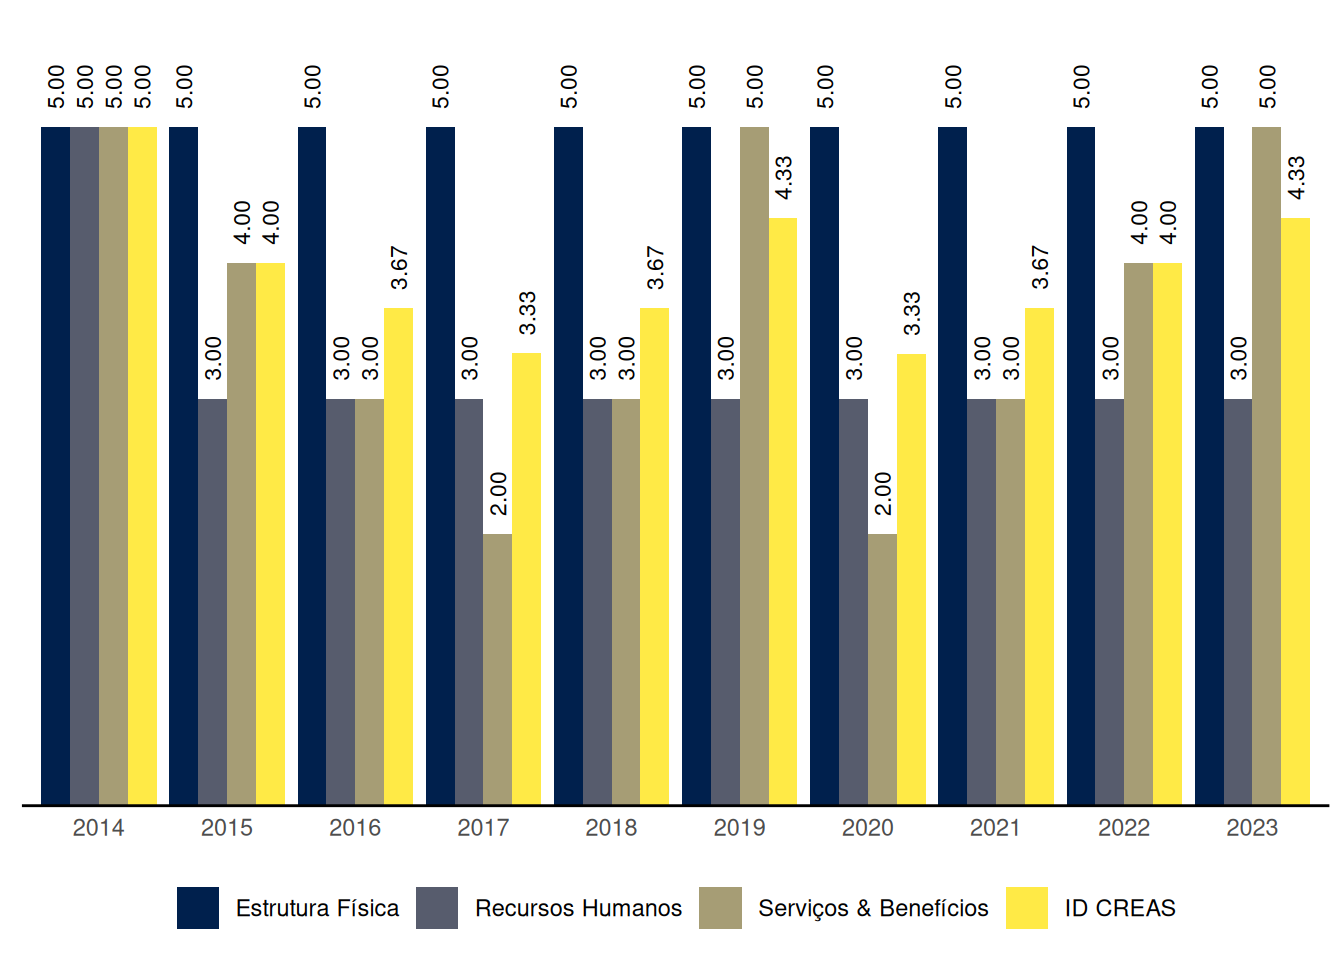 5.00 5.00 5.00 5.00 5.00 5.00 5.00 5.00 5.00 5.00 5.00 5.00 5.00 5.00 5.00
4.33 4.33
4.00 4.00 4.00 4.00
3.67 3.67 3.67
3.33 3.33
3.00 3.00 3.00 3.00 3.00 3.00 3.00 3.00 3.00 3.00 3.00 3.00
2.00 2.00
2014 2015 2016 2017 2018 2019 2020 2021 2022 2023
Estrutura Física Recursos Humanos Serviços & Benefícios ID CREAS